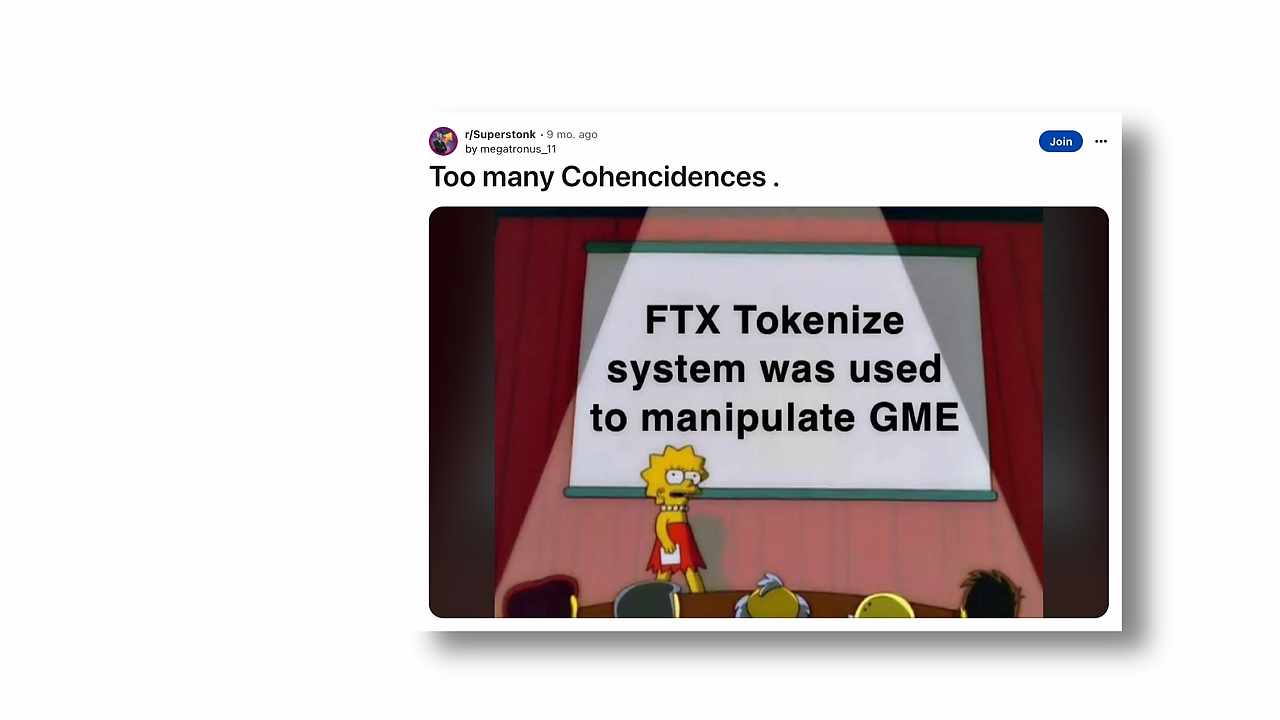 r/Superstonk • 9 mo. ago
by megatronus_11
Join
Too many Cohencidences .
FTX Tokenize
system was used
to manipulate GME